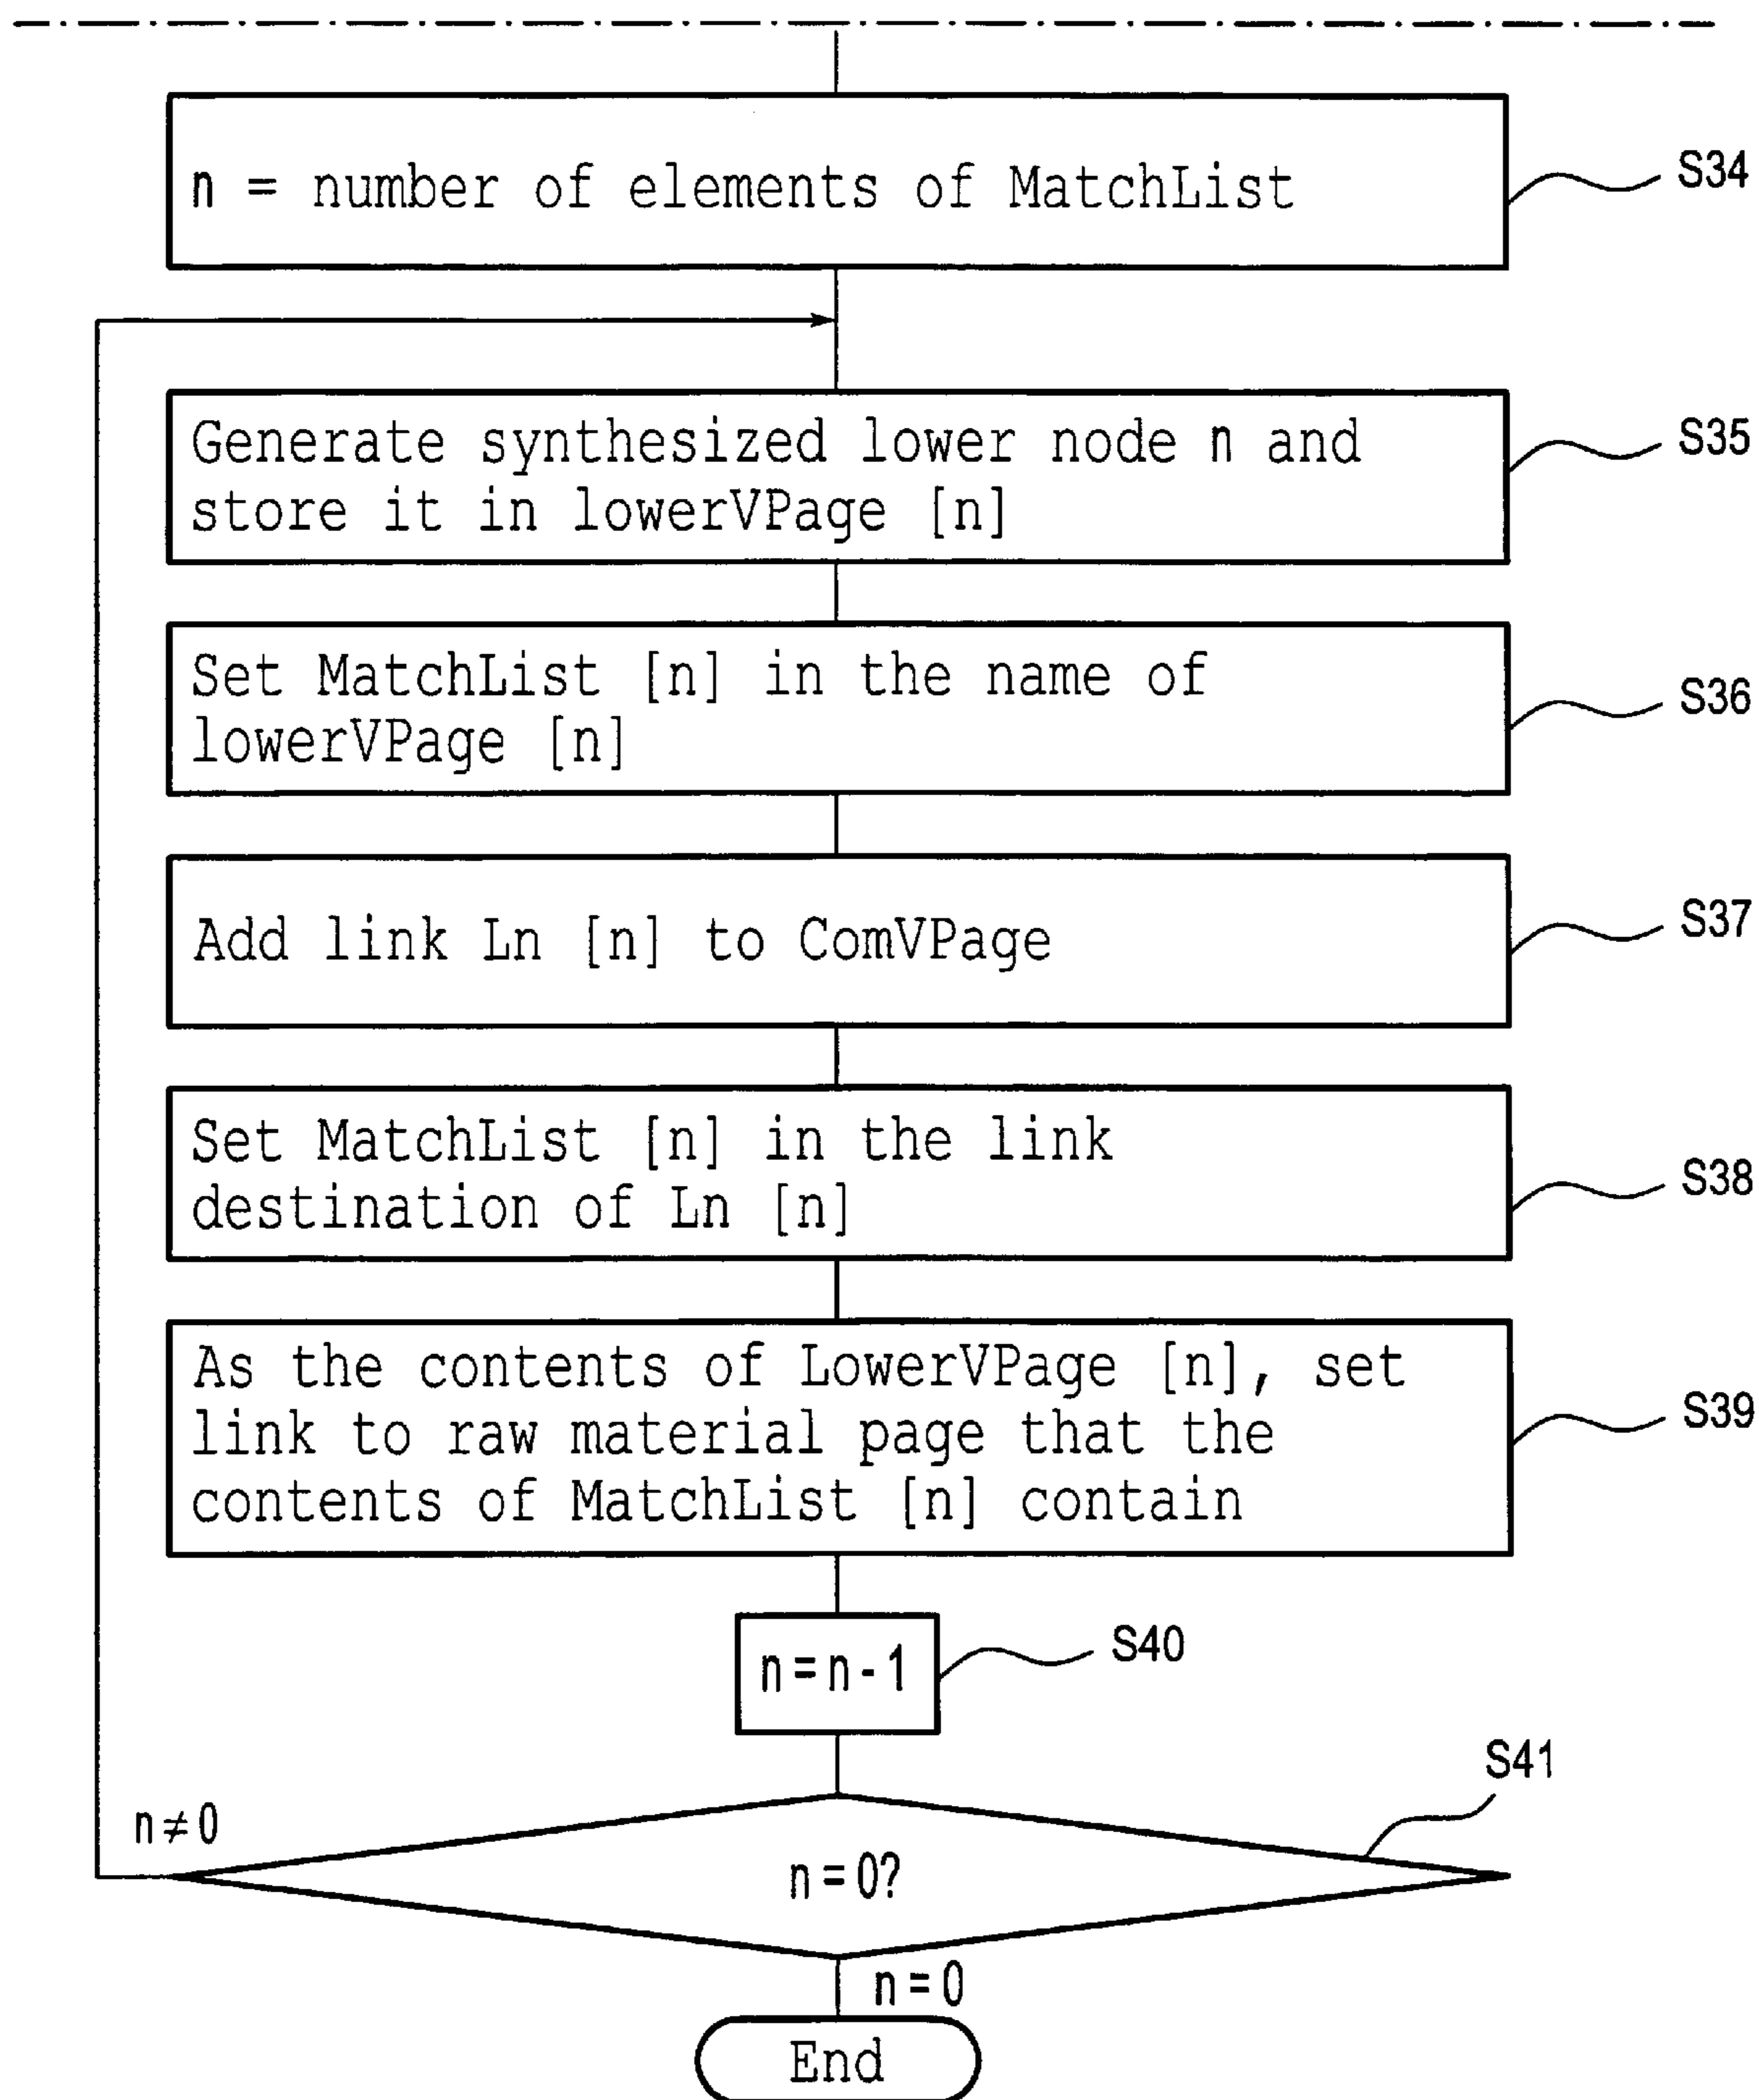 n = number of elements of MatchList
S34
Generate synthesized lower node n and
store it in lowerVPage [n]
S35
Set MatchList [n] in the name of
lowerVPage [n]
S36
Add link Ln [n] to ComVPage
S37
Set MatchList [n] in the link
destination of Ln [n]
S38
As the contents of LowerVPage [n], set
link to raw material page that the
contents of MatchList [n] contain
S39
n=n-1
S40
S41
n≠0
n=0?
n=0
End